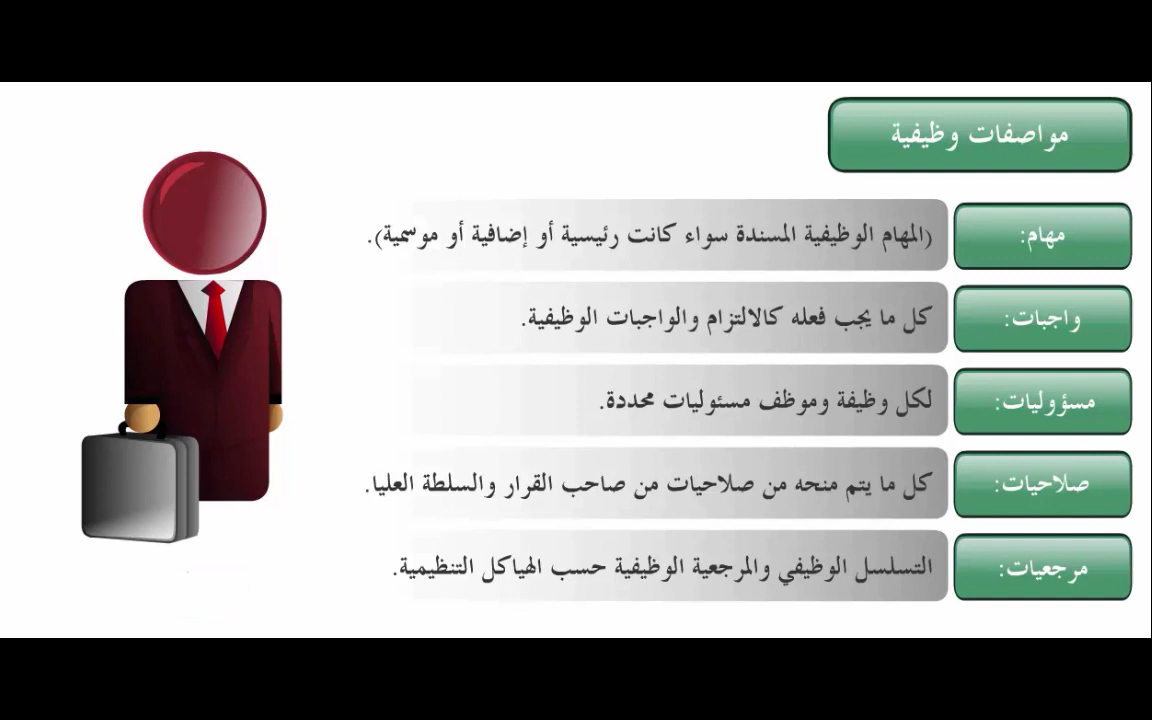 مواصفات وظيفية
مهام: (المهام الوظيفية المسندة سواء كانت رئيسية أو إضافية أو موسمية).
واجبات: كل ما يجب فعله كالالتزام والواجبات الوظيفية.
مسؤوليات: لكل وظيفة وموظف مسئوليات محددة.
صلاحيات: كل ما يتم منحه من صلاحيات من صاحب القرار والسلطة العليا.
مرجعيات: التسلسل الوظيفي والمرجعية الوظيفية حسب الهياكل التنظيمية.